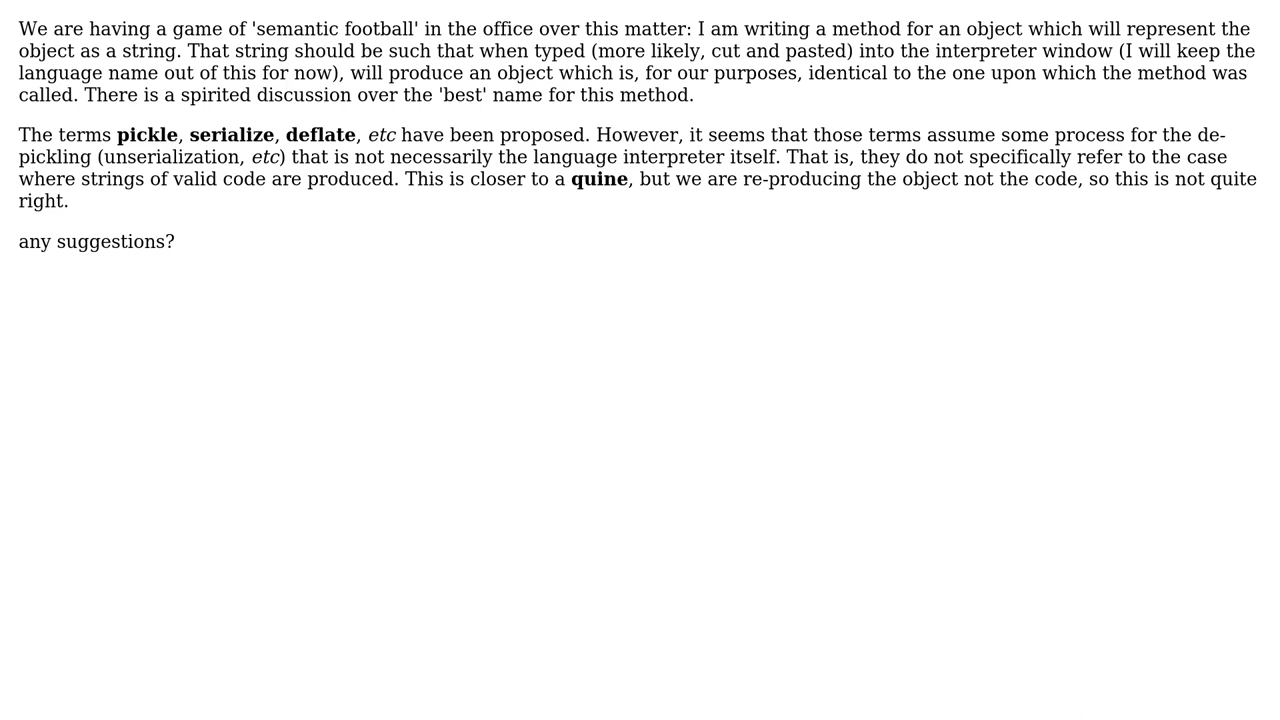 We are having a game of 'semantic football' in the office over this matter: I am writing a method for an object which will represent the
object as a string. That string should be such that when typed (more likely, cut and pasted) into the interpreter window (I will keep the
language name out of this for now), will produce an object which is, for our purposes, identical to the one upon which the method was
called. There is a spirited discussion over the 'best' name for this method.
The terms pickle, serialize, deflate, etc have been proposed. However, it seems that those terms assume some process for the de-
pickling (unserialization, etc) that is not necessarily the language interpreter itself. That is, they do not specifically refer to the case
where strings of valid code are produced. This is closer to a quine, but we are re-producing the object not the code, so this is not quite
right.
any suggestions?